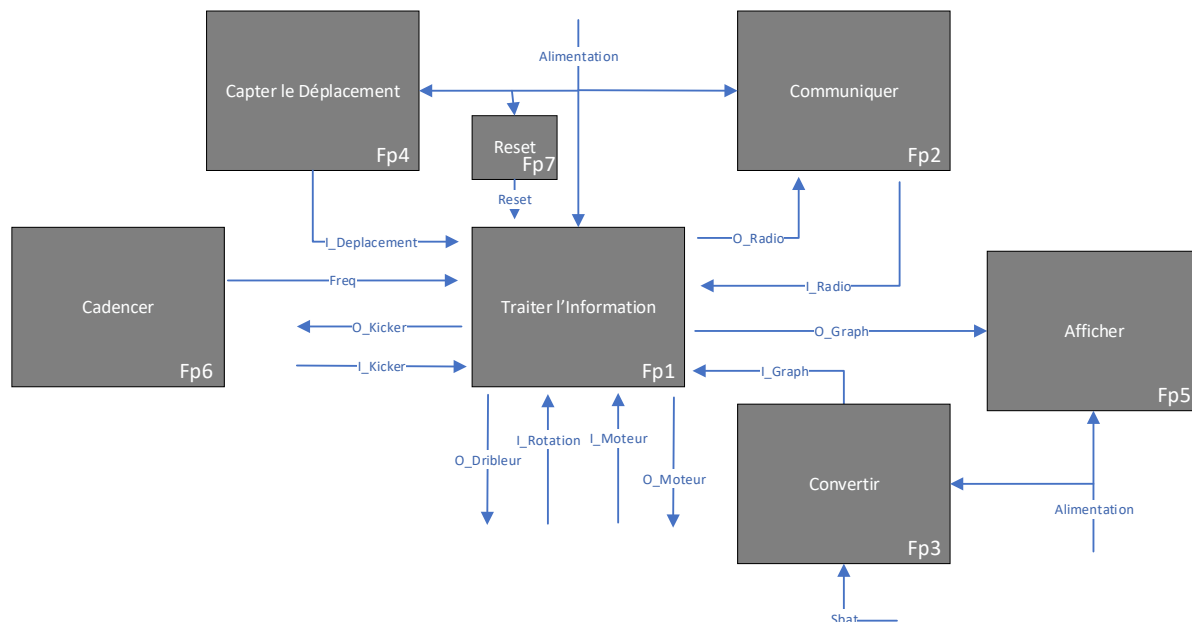 Capter le Déplacement
Fp4
Alimentation
Communiquer
Fp2
Reset
Fp7
Reset
I_Deplacement
O_Radio
Cadencer
Fp6
Freq
Traiter l'Information
Fp1
I_Radio
O_Kicker
O_Graph
Afficher
Fp5
I_Kicker
I_Graph
O_Dribleur
I_Rotation
I_Moteur
O_Moteur
Convertir
Fp3
Alimentation